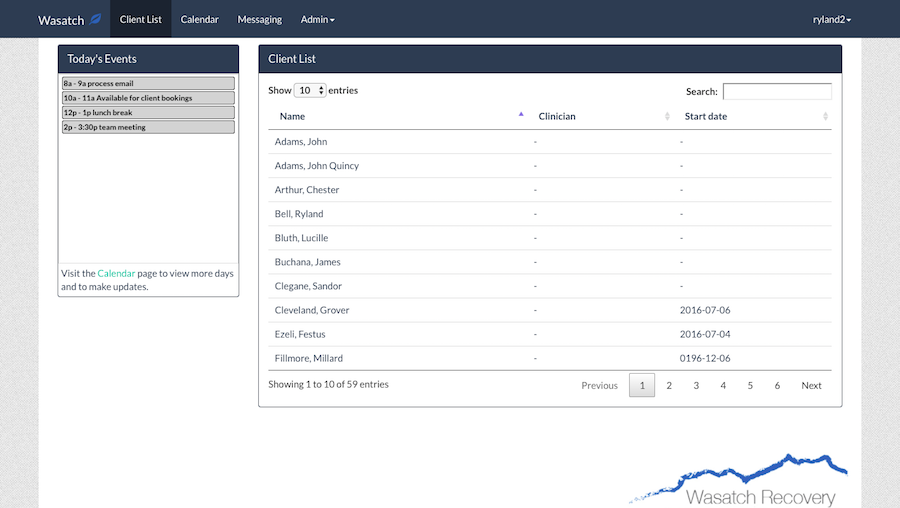 Wasatch Client List Calendar Messaging Admin ryland2
Today's Events
8a - 9a process email
10a - 11a Available for client bookings
12p - 1p lunch break
2p - 3:30p team meeting
Visit the Calendar page to view more days
and to make updates.
Client List
Show 10 entries Search:
Name Clinician Start date
Adams, John - -
Adams, John Quincy - -
Arthur, Chester - -
Bell, Ryland - -
Bluth, Lucille - -
Buchana, James - -
Clegane, Sandor - -
Cleveland, Grover - 2016-07-06
Ezeli, Festus - 2016-07-04
Fillmore, Millard - 0196-12-06
Showing 1 to 10 of 59 entries Previous 1 2 3 4 5 6 Next
Wasatch Recovery